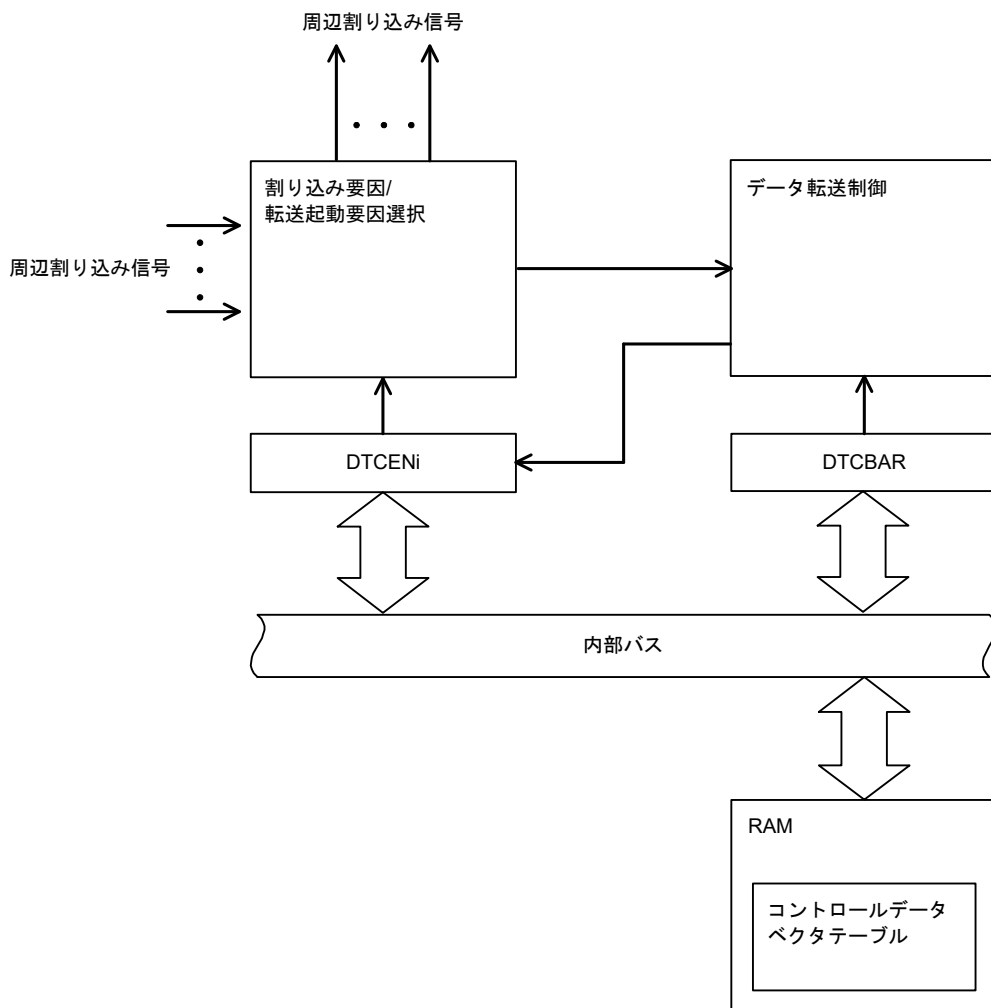 周辺割り込み信号
割り込み要因/
転送起動要因選択
データ転送制御
周辺割り込み信号
DTCENi
DTCBAR
内部バス
RAM
コントロールデータ
ベクタテーブル